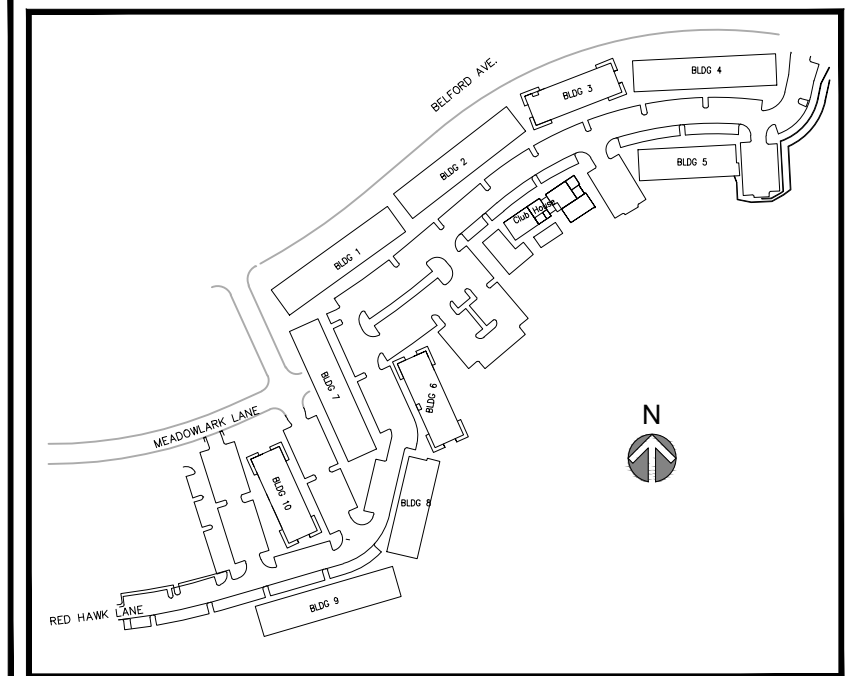 BELFORD AVE.
BLDG 4
BLDG 3
BLDG 2
BLDG 5
Club House
BLDG 1
BLDG 7
BLDG 6
MEADOWLARK LANE
N
BLDG 10
BLDG 8
BLDG 9
RED HAWK LANE